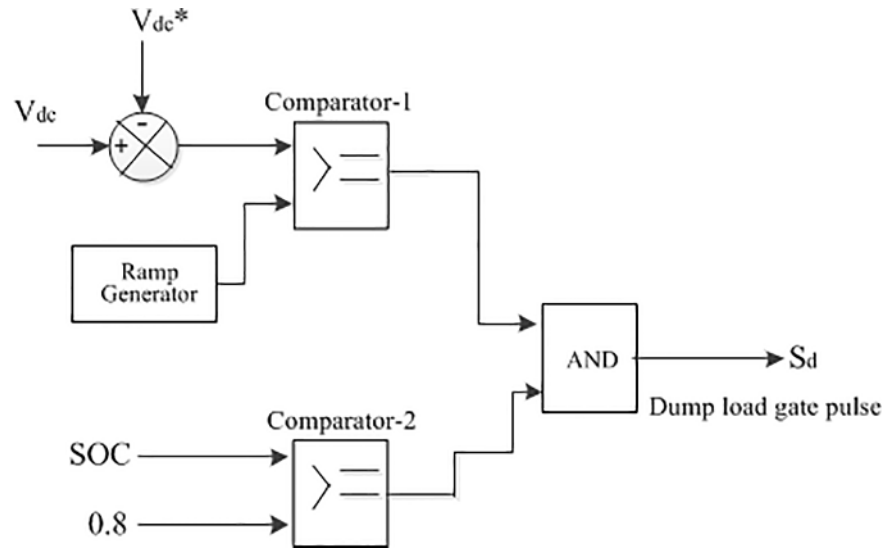 Vdc*
Vdc
-
+
Comparator-1
>=
Ramp
Generator
AND
Sd
Dump load gate pulse
Comparator-2
SOC
>=
0.8